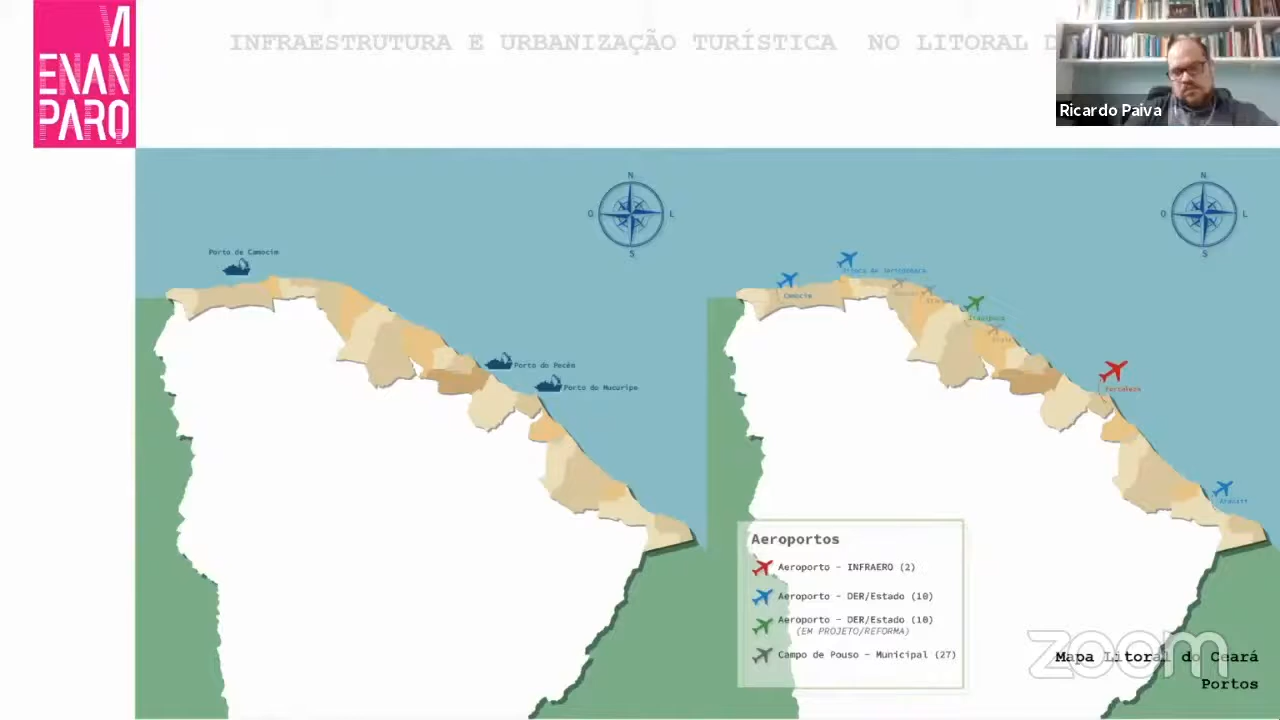 VI
ENAN
PARQ
INFRAESTRUTURA E URBANIZAÇÃO TURÍSTICA NO LITORAL D
Ricardo Paiva
N
O
L
S
Porto de Camocim
Porto do Pecém
Porto do Mucuripe
N
O
L
S
Camocim
Itapipoca
Fortaleza
Aracati
Aeroportos
Aeroporto - INFRAERO (2)
Aeroporto - DER/Estado (10)
Aeroporto - DER/Estado (10)
(EM PROJETO/REFORMA)
Campo de Pouso - Municipal (27)
zoom
Mapa Litoral do Ceará
Portos